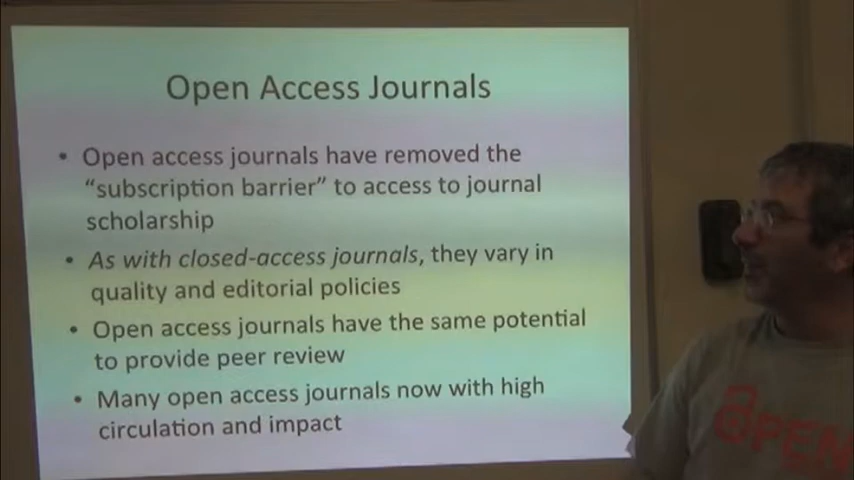 Open Access Journals
• Open access journals have removed the
“subscription barrier” to access to journal
scholarship
• As with closed-access journals, they vary in
quality and editorial policies
• Open access journals have the same potential
to provide peer review
• Many open access journals now with high
circulation and impact
OPEN